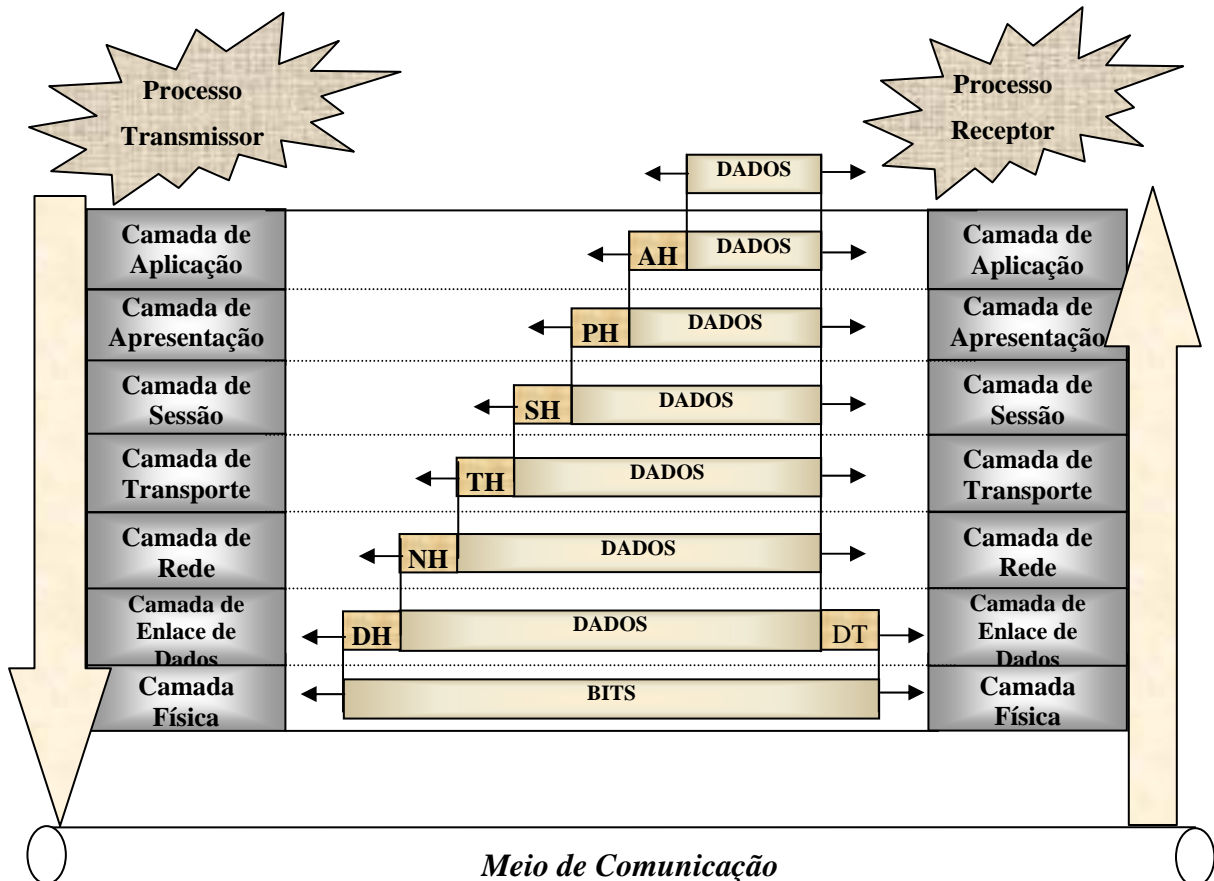 Processo
Transmissor
Processo
Receptor
DADOS
Camada de
Aplicação
AH
DADOS
Camada de
Aplicação
Camada de
Apresentação
PH
DADOS
Camada de
Apresentação
Camada de
Sessão
SH
DADOS
Camada de
Sessão
Camada de
Transporte
TH
DADOS
Camada de
Transporte
Camada de
Rede
NH
DADOS
Camada de
Rede
Camada de
Enlace de
Dados
DH
DADOS
DT
Camada de
Enlace de
Dados
Camada
Física
BITS
Camada
Física
Meio de Comunicação